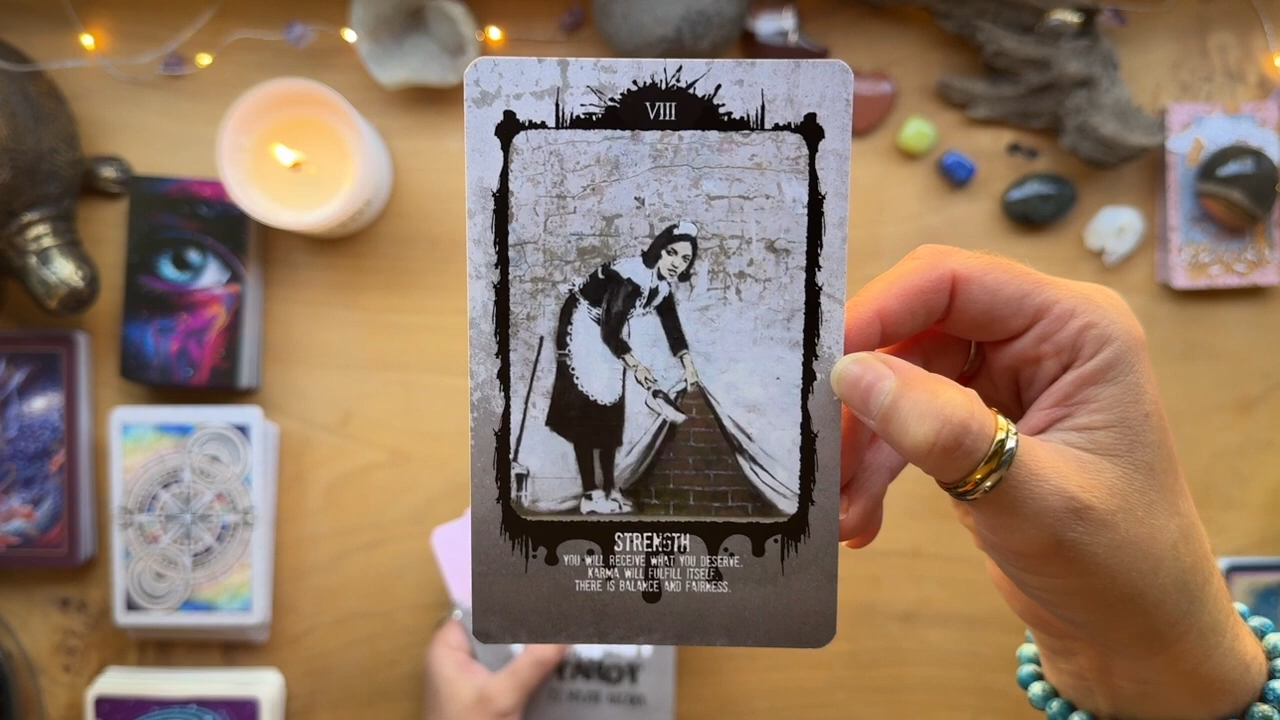 VIII
STRENGTH
YOU WILL RECEIVE WHAT YOU DESERVE.
KARMA WILL FULFILL ITSELF.
THERE IS BALANCE AND FAIRNESS.